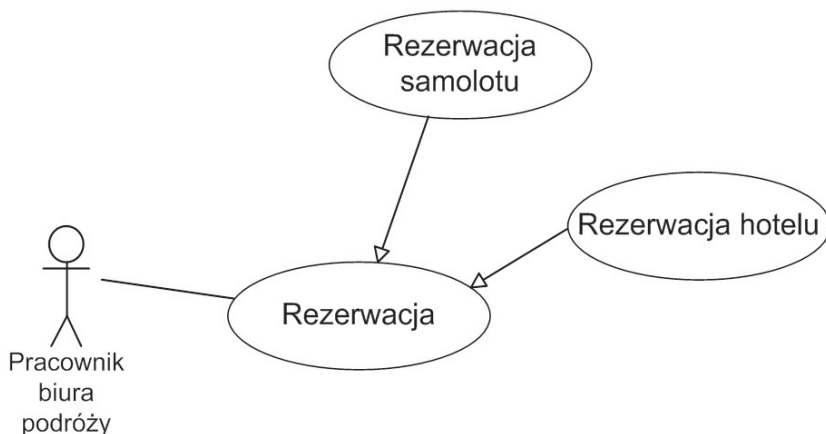 Rezerwacja
samolotu
Rezerwacja hotelu
Rezerwacja
Pracownik
biura
podróży